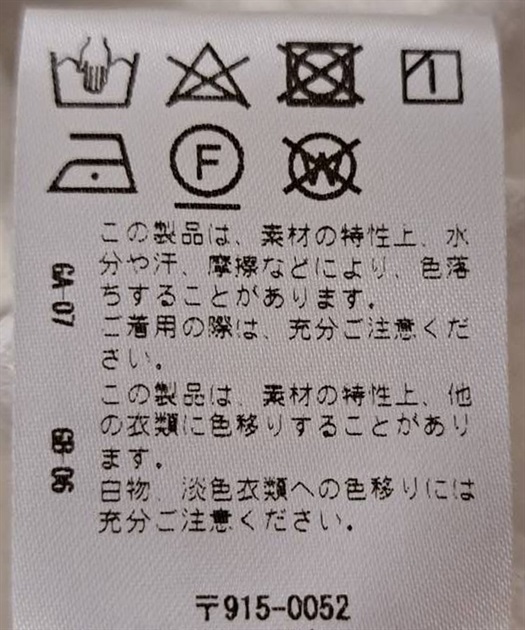 F
W
この製品は、素材の特性上、水
分や汗、摩擦などにより、色落
ちすることがあります。
ご着用の際は、充分ご注意くだ
さい。
この製品は、素材の特性上、他
の衣類に色移りすることがあり
ます。
白物、淡色衣類への色移りには
充分ご注意ください。
GA-07
GB-06
〒915-0052